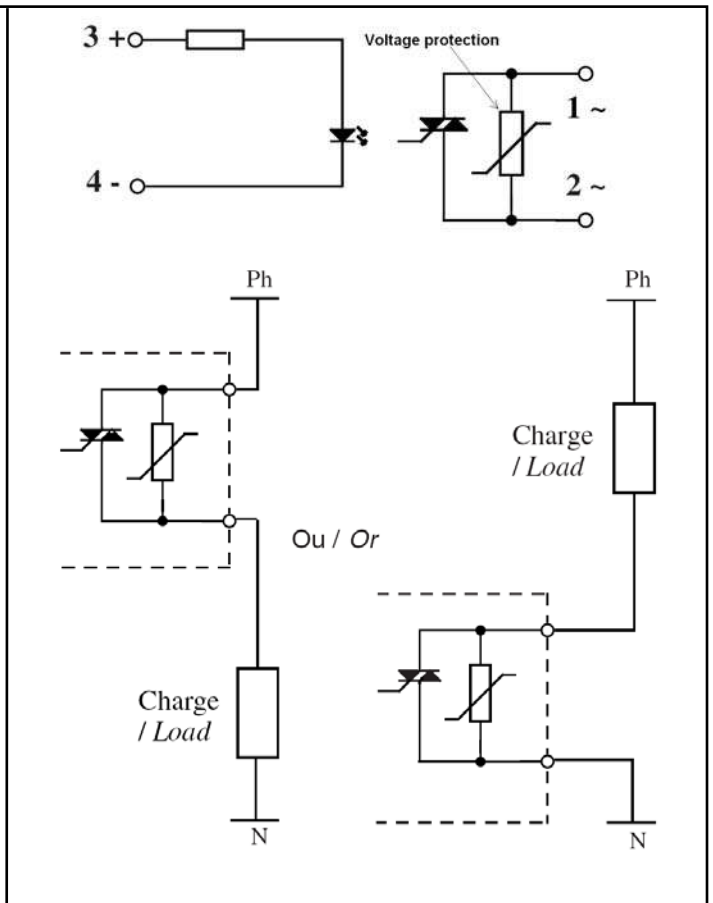 3 +
Voltage protection
1 ~
4 -
2 ~
Ph
Ph
Charge
/ Load
Ou / Or
Charge
/ Load
N
N